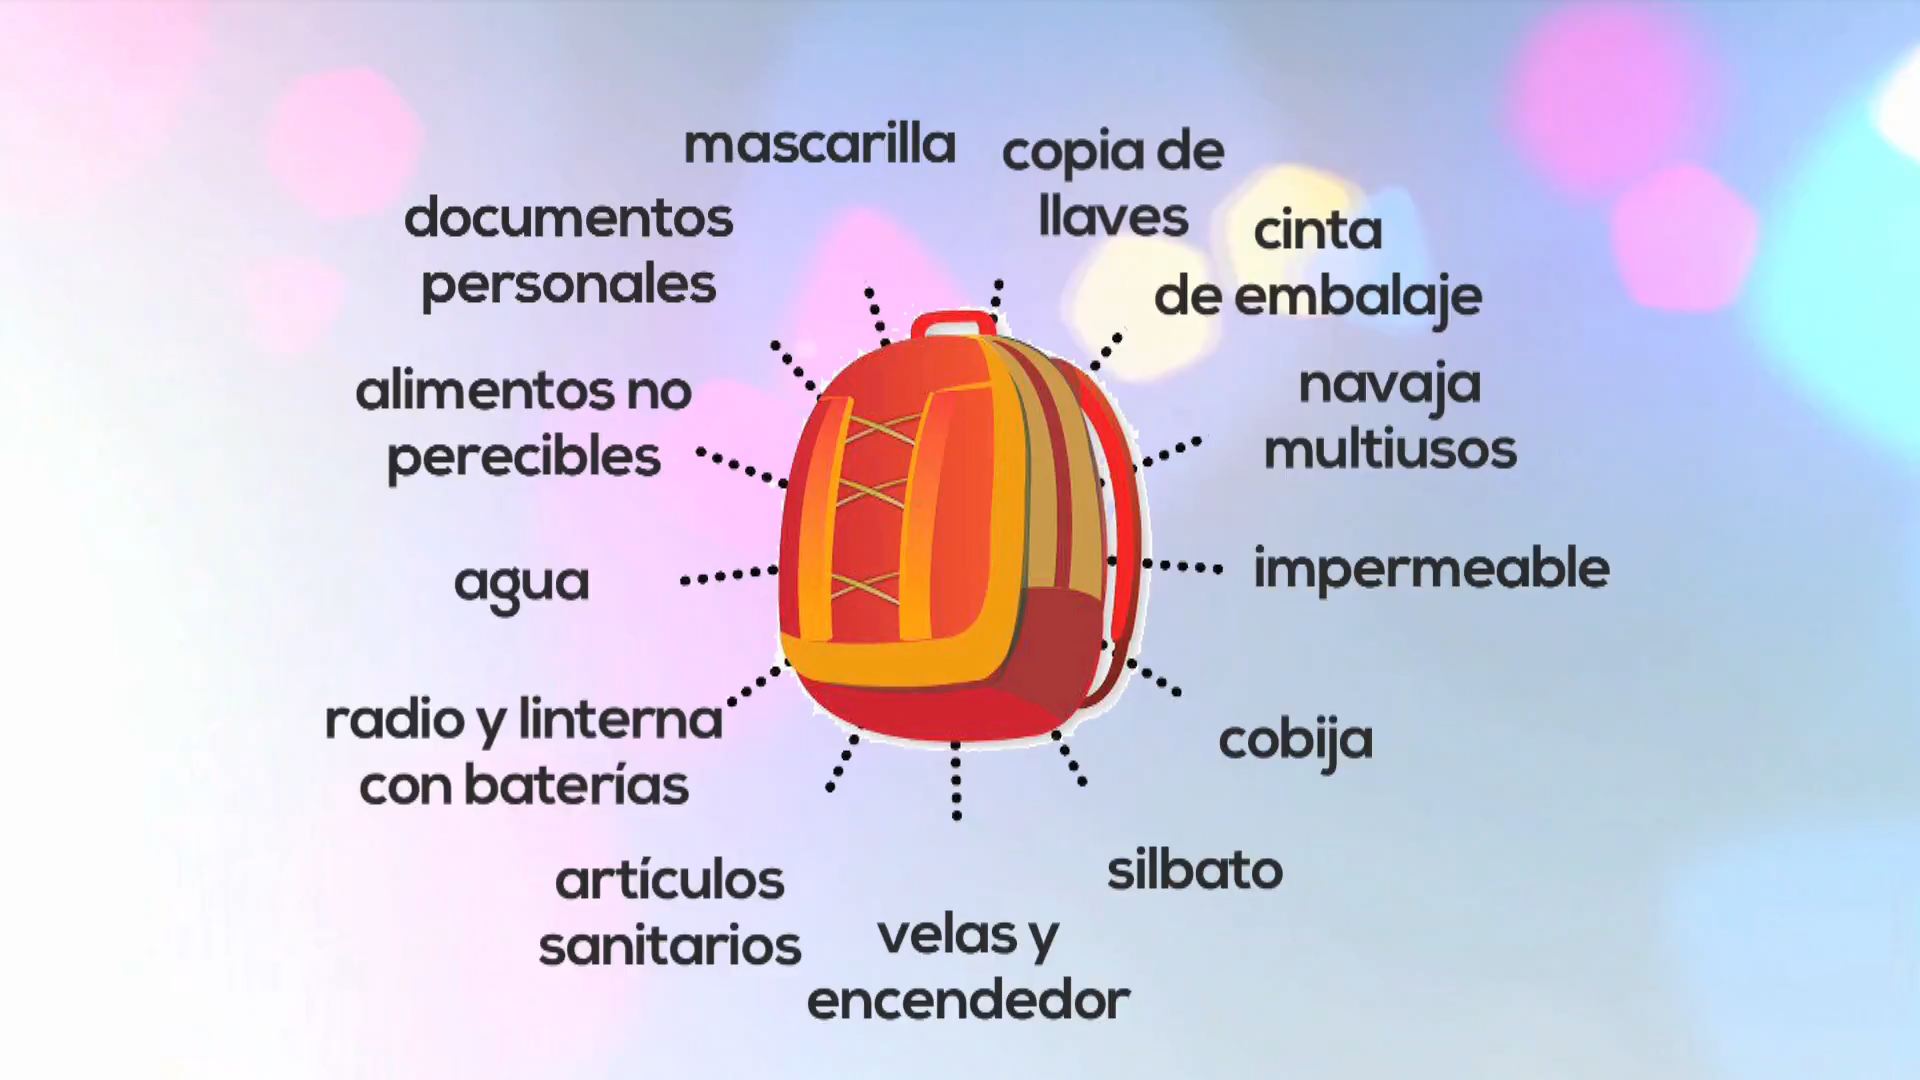 mascarilla
copia de
llaves
documentos
personales
cinta
de embalaje
alimentos no
perecibles
navaja
multiusos
agua
impermeable
radio y linterna
con baterías
cobija
artículos
sanitarios
silbato
velas y
encendedor